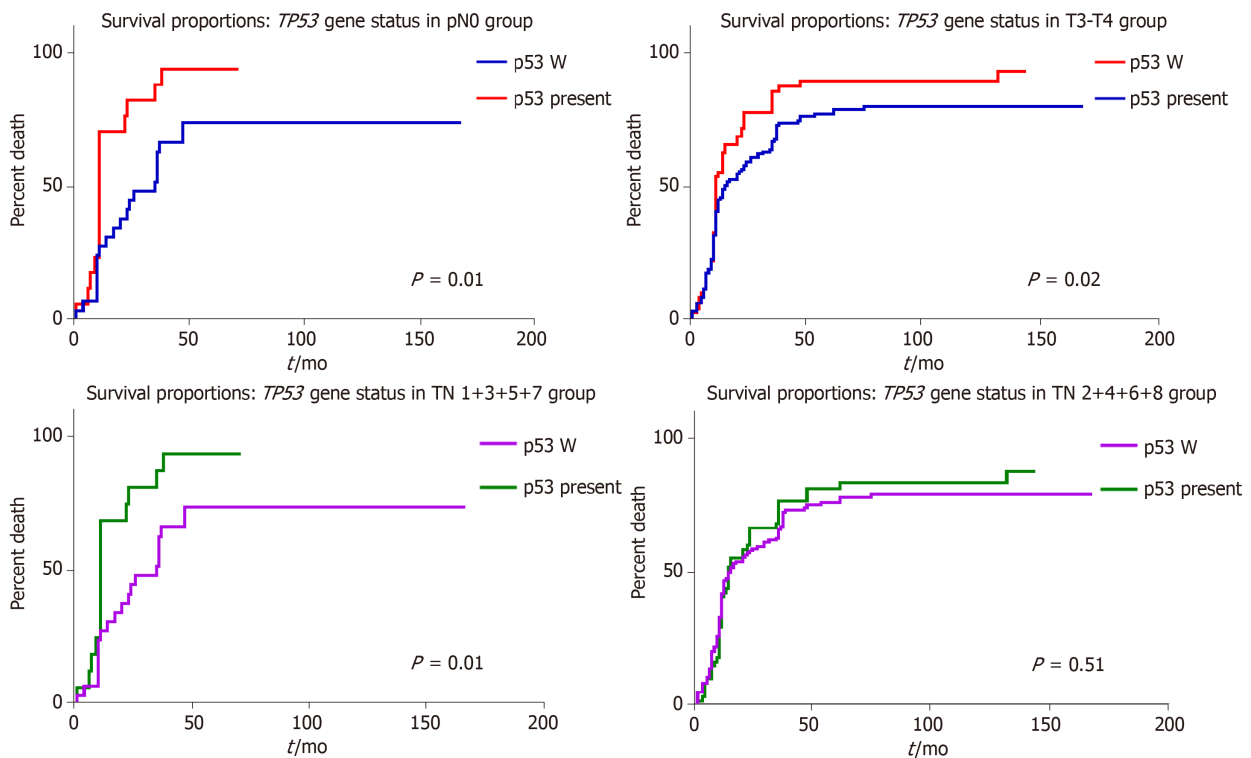 Survival proportions: TP53 gene status in pN0 group
100
50
0
Percent death
p53 W
p53 present
P = 0.01
0 50 100 150 200
t/mo
Survival proportions: TP53 gene status in T3-T4 group
100
50
0
Percent death
p53 W
p53 present
P = 0.02
0 50 100 150 200
t/mo
Survival proportions: TP53 gene status in TN 1+3+5+7 group
100
50
0
Percent death
p53 W
p53 present
P = 0.01
0 50 100 150 200
t/mo
Survival proportions: TP53 gene status in TN 2+4+6+8 group
100
50
0
Percent death
p53 W
p53 present
P = 0.51
0 50 100 150 200
t/mo